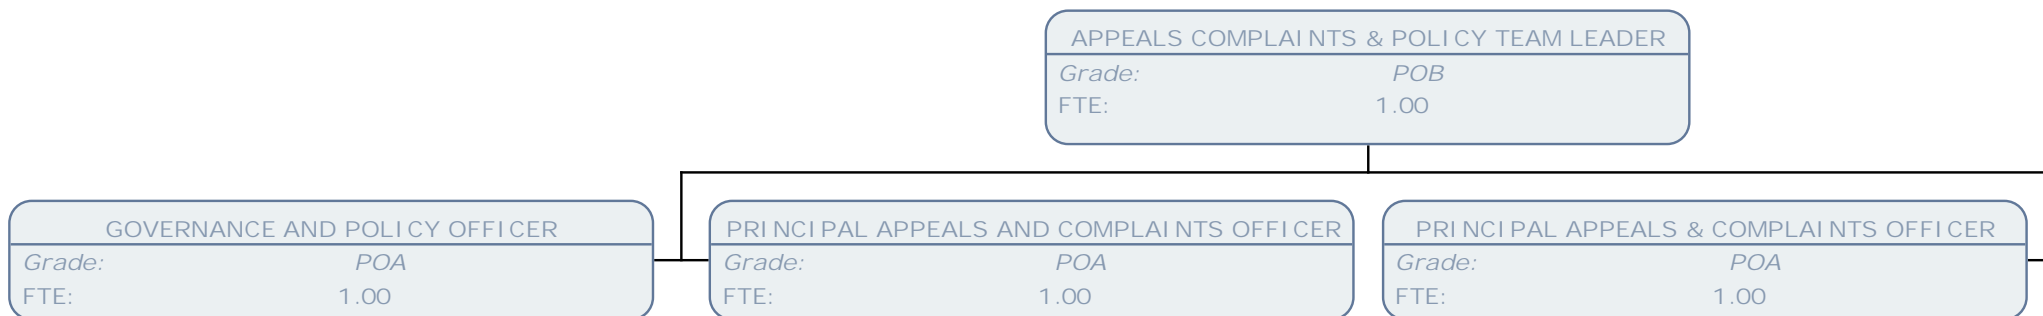 APPEALS COMPLAINTS & POLICY TEAM LEADER
Grade: POB
FTE: 1.00
GOVERNANCE AND POLICY OFFICER
Grade: POA
FTE: 1.00
PRINCIPAL APPEALS AND COMPLAINTS OFFICER
Grade: POA
FTE: 1.00
PRINCIPAL APPEALS & COMPLAINTS OFFICER
Grade: POA
FTE: 1.00